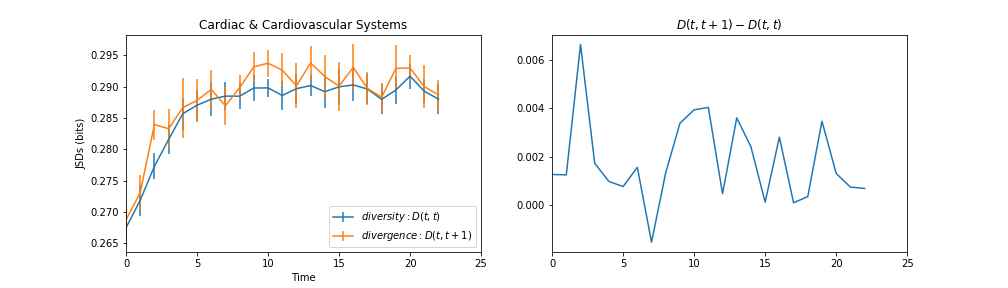 Cardiac & Cardiovascular Systems
JSDs (bits)
0.295
0.290
0.285
0.280
0.275
0.270
0.265
0 5 10 15 20 25
Time
diversity: D(t, t)
divergence: D(t, t + 1)
D(t, t + 1) − D(t, t)
0.006
0.004
0.002
0.000
0 5 10 15 20 25